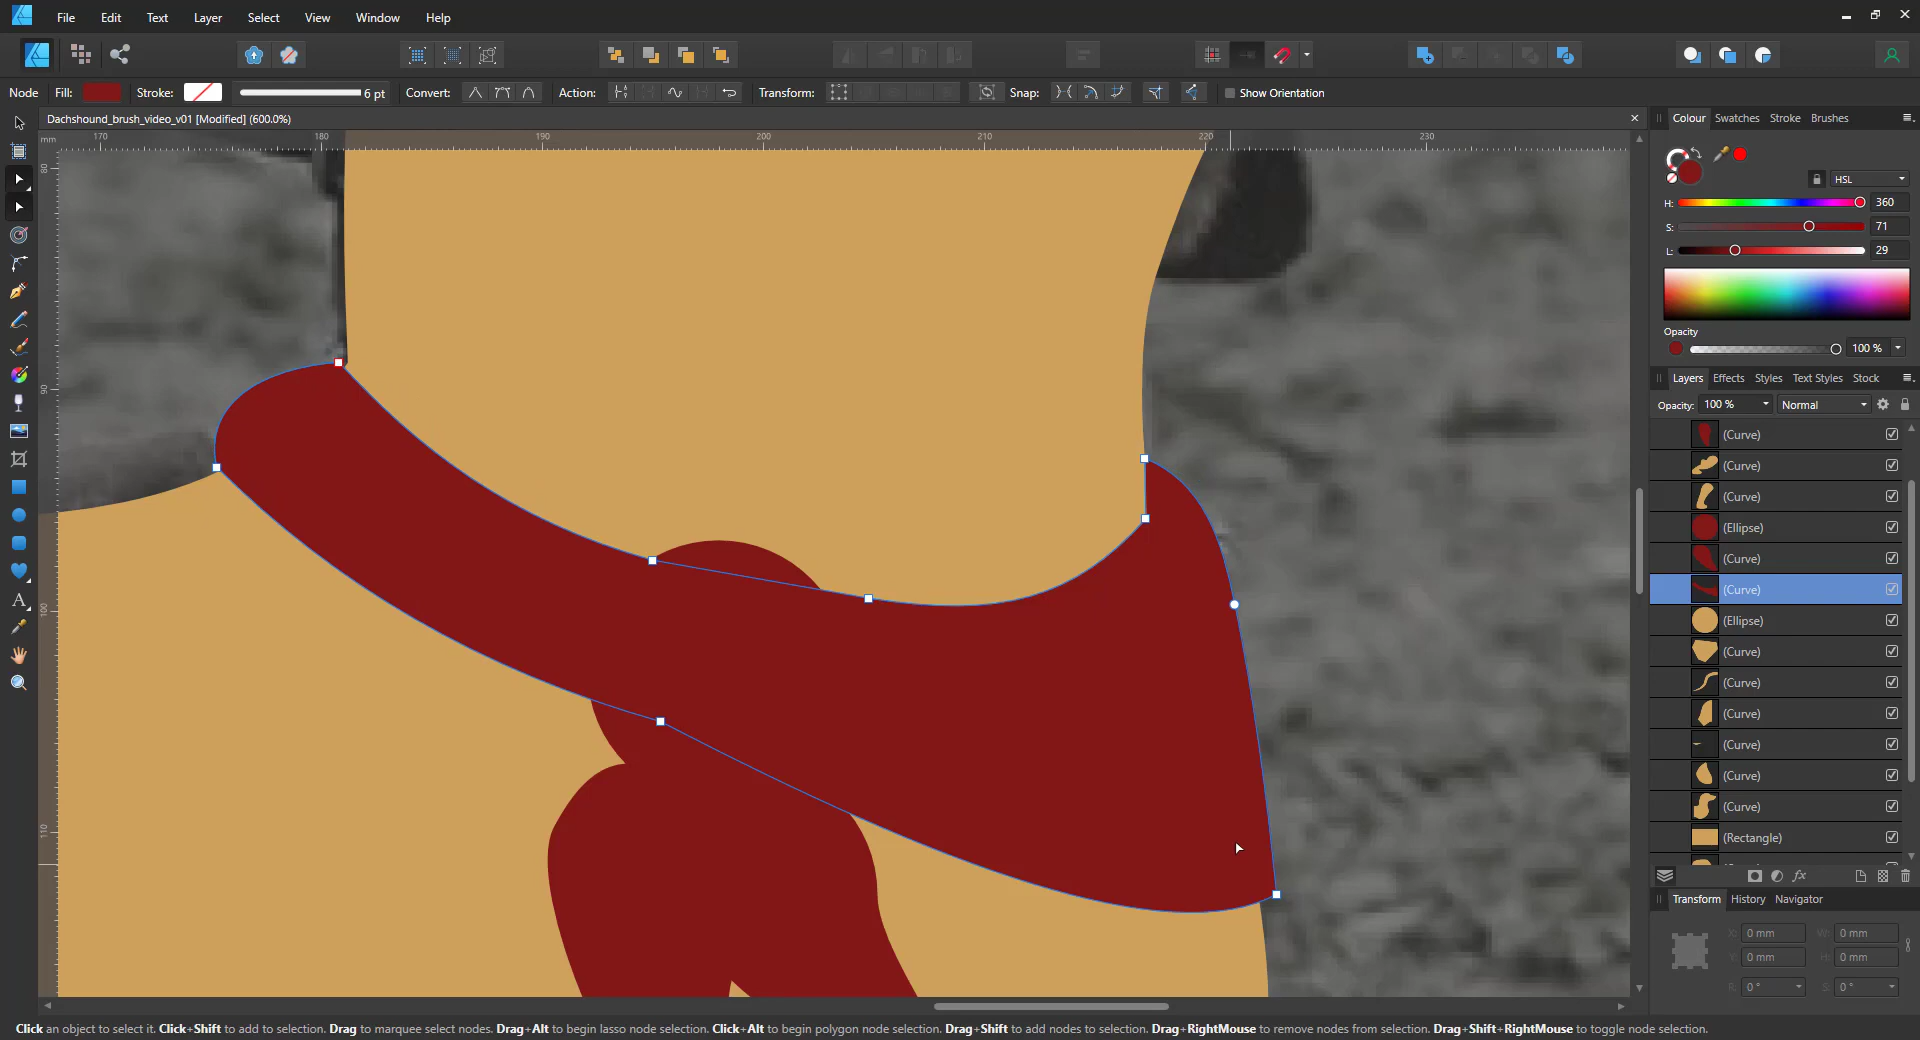 File Edit Text Layer Select View Window Help
Node Fill: Stroke: 6 pt Convert: Action: Transform: Snap: Show Orientation
Dachshound_brush_video_v01 [Modified] (600.0%)
mm 170 180 190 200 210 220 230
80
90
100
110
Colour Swatches Stroke Brushes
HSL
H: 360
S: 71
L: 29
Opacity
100 %
Layers Effects Styles Text Styles Stock
Opacity: 100 % Normal
(Curve)
(Curve)
(Curve)
(Ellipse)
(Curve)
(Curve)
(Ellipse)
(Curve)
(Curve)
(Curve)
(Curve)
(Curve)
(Curve)
(Rectangle)
Transform History Navigator
X: 0 mm W: 0 mm
Y: 0 mm H: 0 mm
R: 0 ° S: 0 °
Click an object to select it. Click+Shift to add to selection. Drag to marquee select nodes. Drag+Alt to begin lasso node selection. Click+Alt to begin polygon node selection. Drag+Shift to add nodes to selection. Drag+RightMouse to remove nodes from selection. Drag+Shift+RightMouse to toggle node selection.